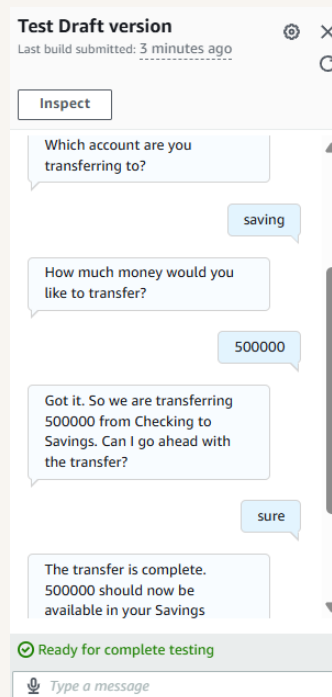 Test Draft version
Last build submitted: 3 minutes ago
Inspect
Which account are you
transferring to?
saving
How much money would you
like to transfer?
500000
Got it. So we are transferring
500000 from Checking to
Savings. Can I go ahead with
the transfer?
sure
The transfer is complete.
500000 should now be
available in your Savings
Ready for complete testing
Type a message